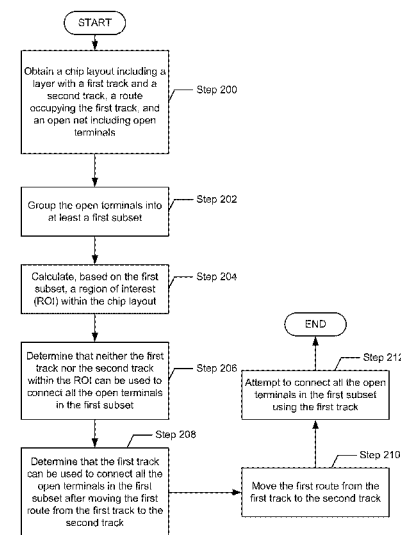 START
Obtain a chip layout including a
layer with a first track and a
second track, a route
occupying the first track, and
an open net including open
terminals
Step 200
Group the open terminals into
at least a first subset
Step 202
Calculate, based on the first
subset, a region of interest
(ROI) within the chip layout
Step 204
Determine that neither the first
track nor the second track
within the ROI can be used to
connect all the open terminals
in the first subset
Step 206
Determine that the first track
can be used to connect all the
open terminals in the first
subset after moving the first
route from the first track to the
second track
Step 208
Move the first route from the
first track to the second track
Step 210
Attempt to connect all the open
terminals in the first subset
using the first track
Step 212
END